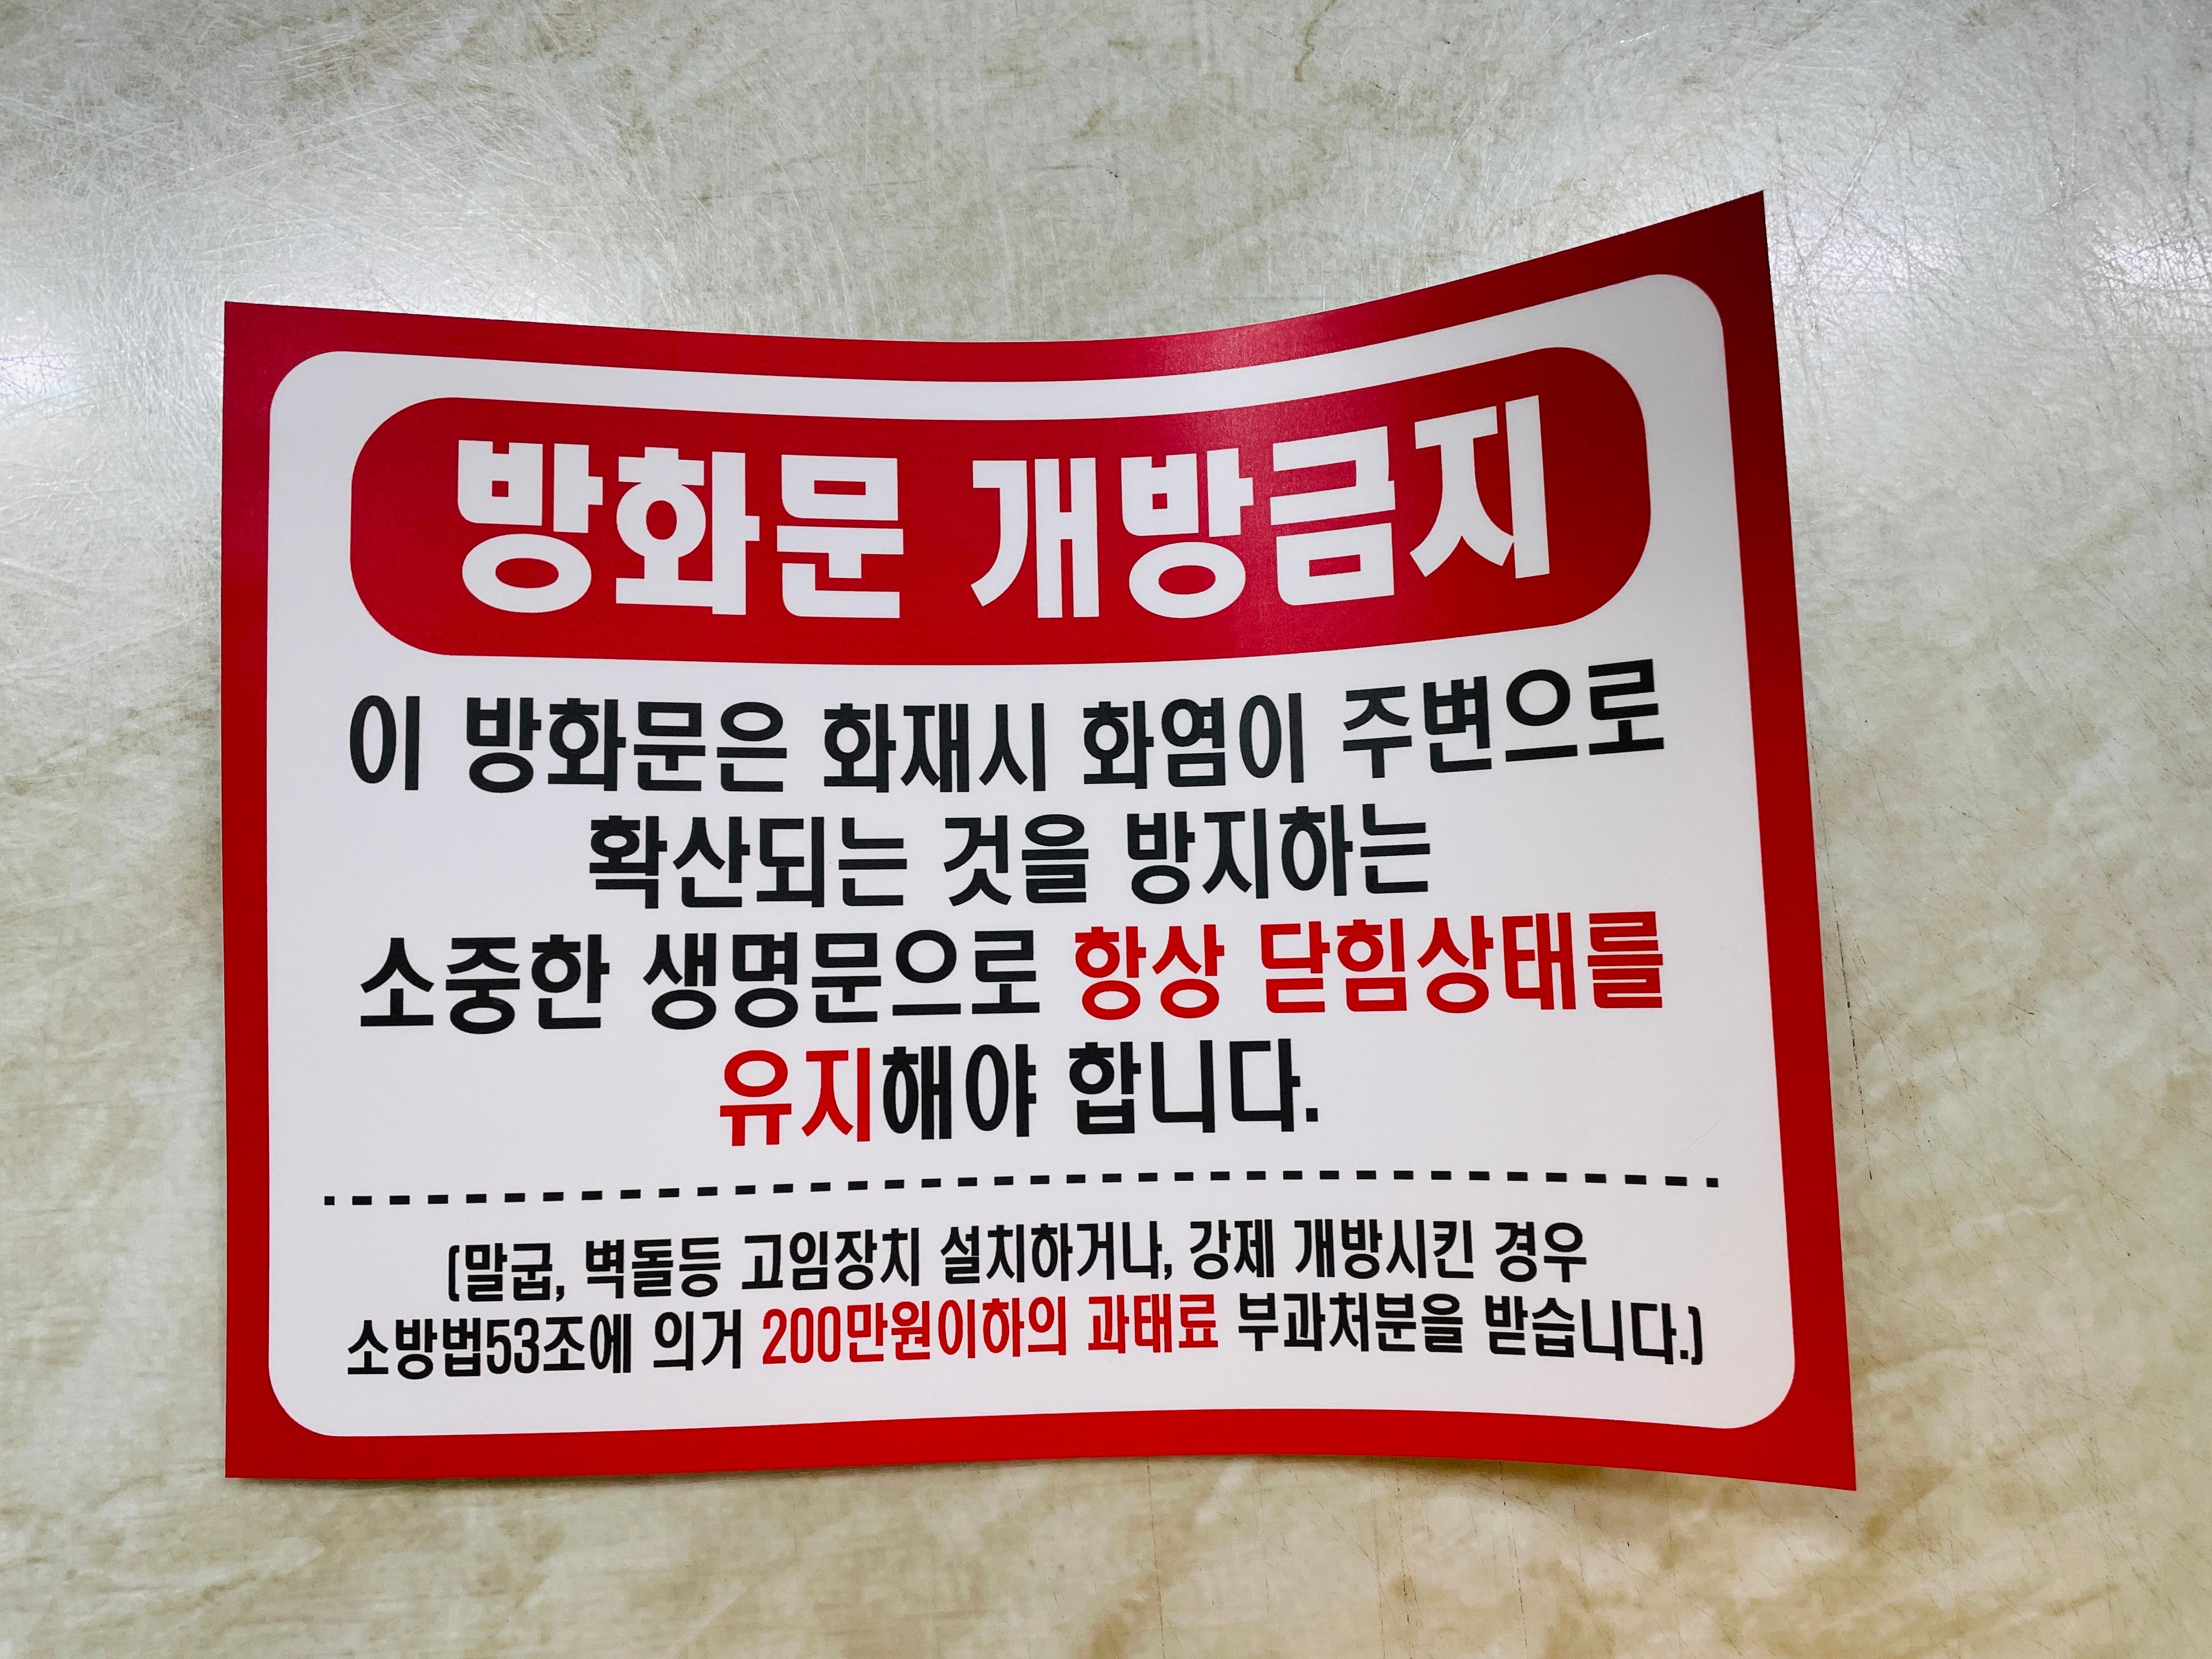 방화문 개방금지
이 방화문은 화재시 화염이 주변으로
확산되는 것을 방지하는
소중한 생명문으로 항상 닫힘상태를
유지해야 합니다.
(말굽, 벽돌등 고임장치 설치하거나, 강제 개방시킨 경우
소방법53조에 의거 200만원이하의 과태료 부과처분을 받습니다.)